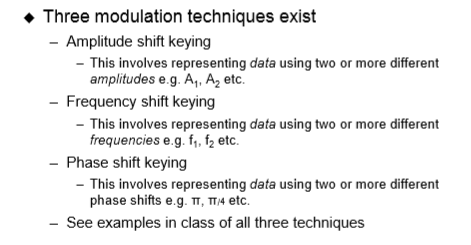 ◆ Three modulation techniques exist
– Amplitude shift keying
– This involves representing data using two or more different
amplitudes e.g. A₁, A₂ etc.
– Frequency shift keying
– This involves representing data using two or more different
frequencies e.g. f₁, f₂ etc.
– Phase shift keying
– This involves representing data using two or more different
phase shifts e.g. π, π/4 etc.
– See examples in class of all three techniques